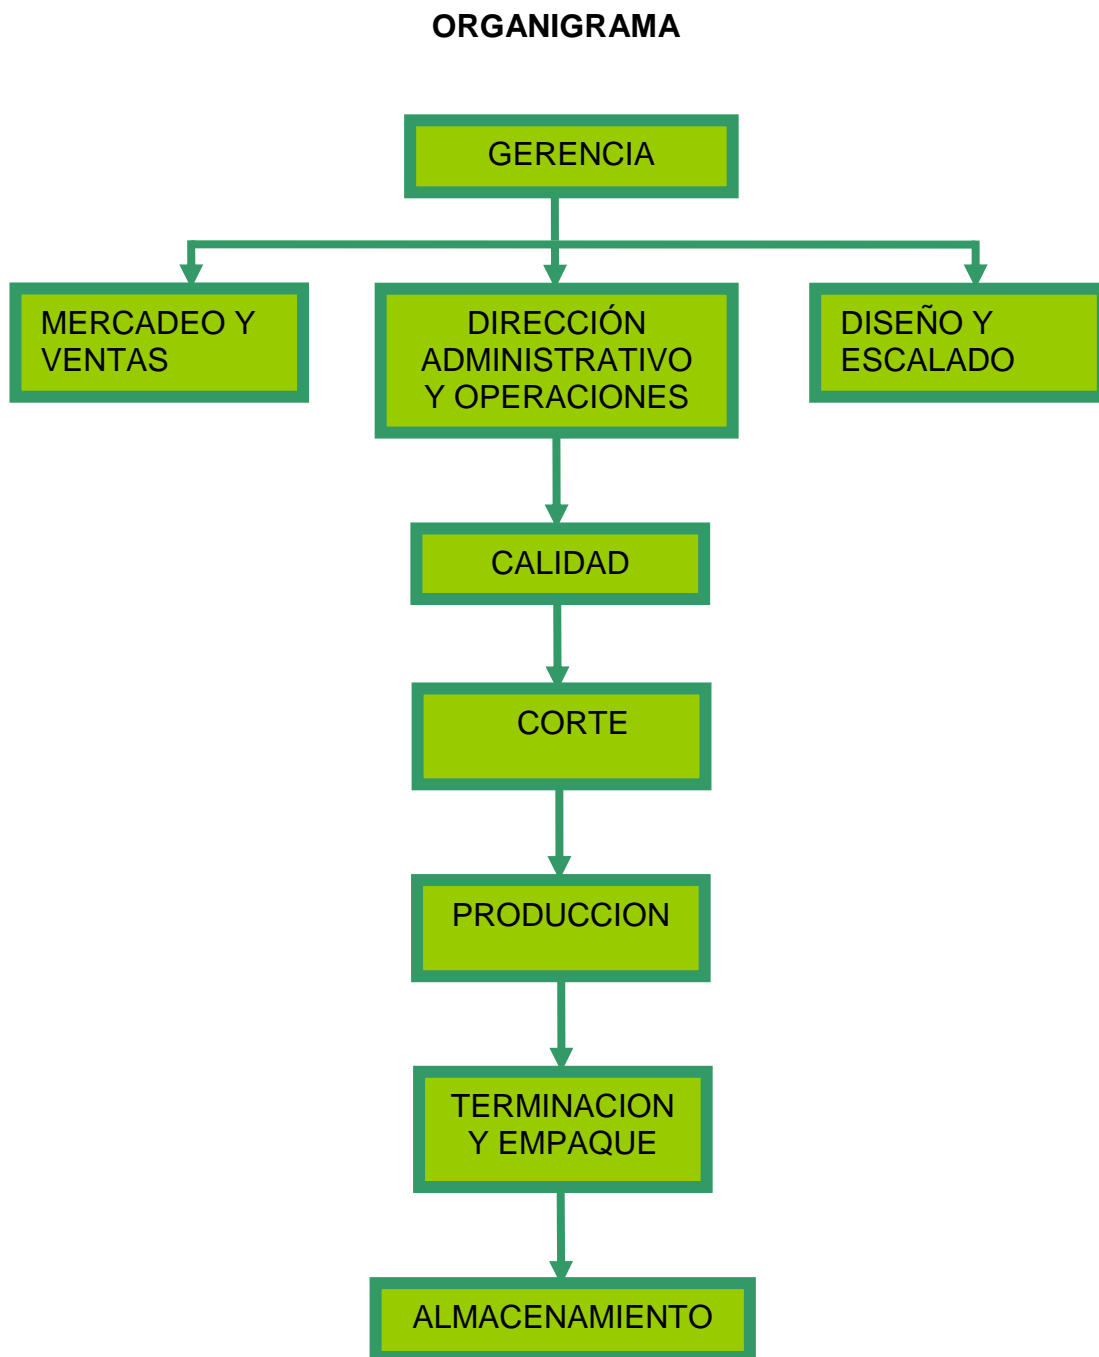 ORGANIGRAMA
GERENCIA
MERCADEO Y
VENTAS
DIRECCIÓN
ADMINISTRATIVO
Y OPERACIONES
DISEÑO Y
ESCALADO
CALIDAD
CORTE
PRODUCCION
TERMINACION
Y EMPAQUE
ALMACENAMIENTO